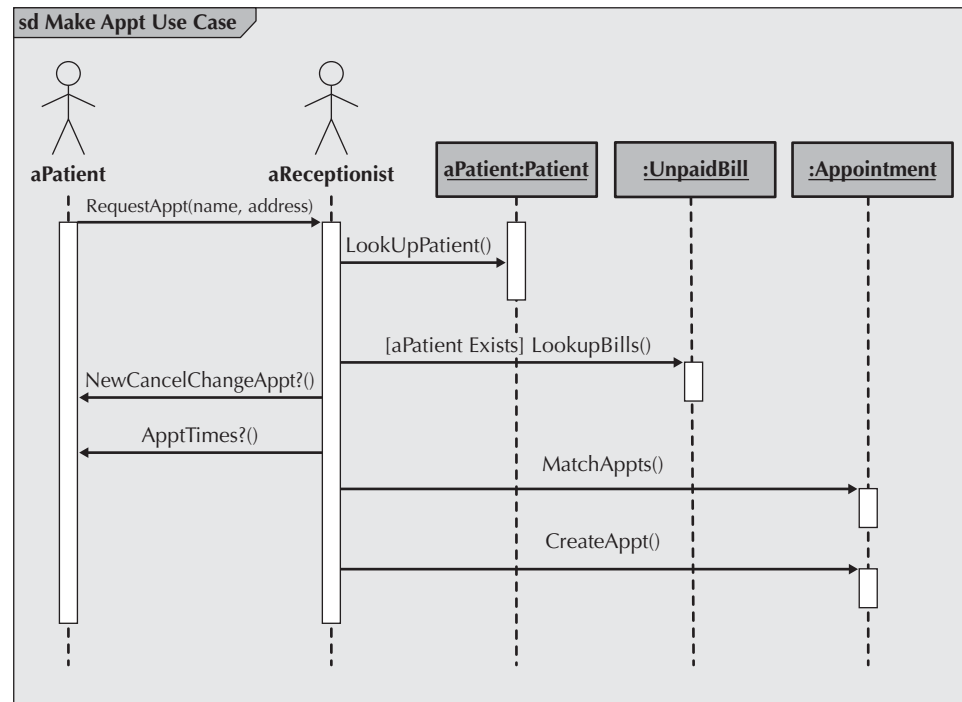 sd Make Appt Use Case
aPatient
aReceptionist
aPatient:Patient
:UnpaidBill
:Appointment
RequestAppt(name, address)
LookUpPatient()
[aPatient Exists] LookupBills()
NewCancelChangeAppt?()
ApptTimes?()
MatchAppts()
CreateAppt()